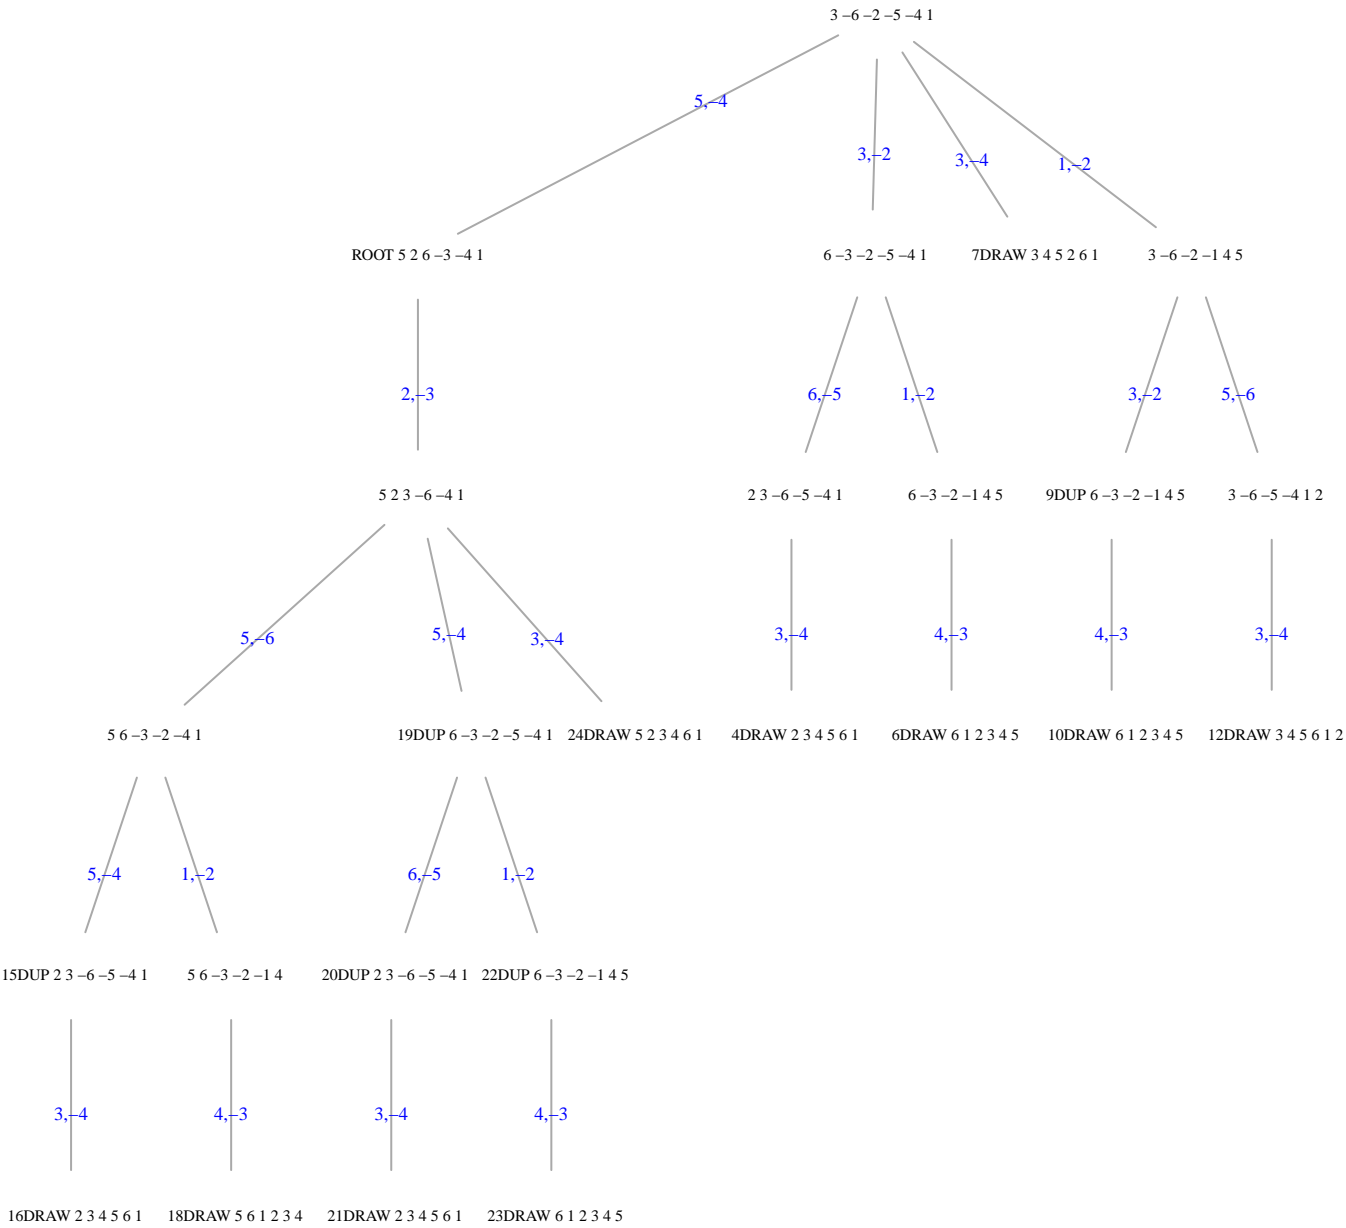 3 –6 –2 –5 –4 1
5,–4
3,–2
3,–4
1,–2
ROOT 5 2 6 –3 –4 1
6 –3 –2 –5 –4 1
7DRAW 3 4 5 2 6 1
3 –6 –2 –1 4 5
2,–3
6,–5
1,–2
3,–2
5,–6
5 2 3 –6 –4 1
2 3 –6 –5 –4 1
6 –3 –2 –1 4 5
9DUP 6 –3 –2 –1 4 5
3 –6 –5 –4 1 2
5,–6
5,–4
3,–4
3,–4
4,–3
4,–3
3,–4
5 6 –3 –2 –4 1
19DUP 6 –3 –2 –5 –4 1
24DRAW 5 2 3 4 6 1
4DRAW 2 3 4 5 6 1
6DRAW 6 1 2 3 4 5
10DRAW 6 1 2 3 4 5
12DRAW 3 4 5 6 1 2
5,–4
1,–2
6,–5
1,–2
15DUP 2 3 –6 –5 –4 1
5 6 –3 –2 –1 4
20DUP 2 3 –6 –5 –4 1
22DUP 6 –3 –2 –1 4 5
3,–4
4,–3
3,–4
4,–3
16DRAW 2 3 4 5 6 1
18DRAW 5 6 1 2 3 4
21DRAW 2 3 4 5 6 1
23DRAW 6 1 2 3 4 5